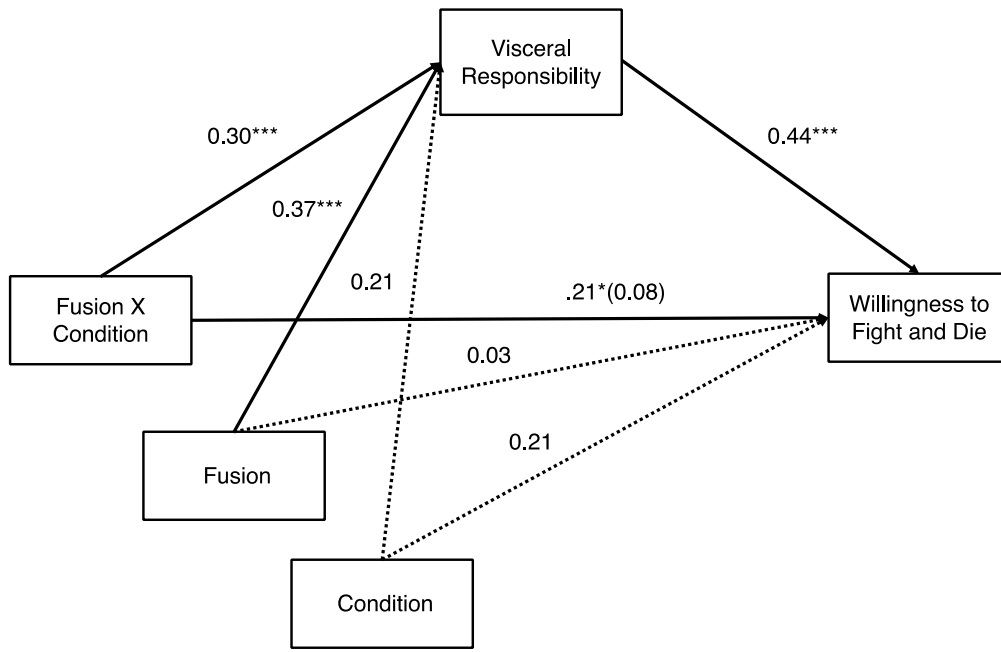 Visceral
Responsibility
0.30***
0.44***
0.37***
0.21
Fusion X
Condition
.21*(0.08)
Willingness to
Fight and Die
0.03
0.21
Fusion
Condition